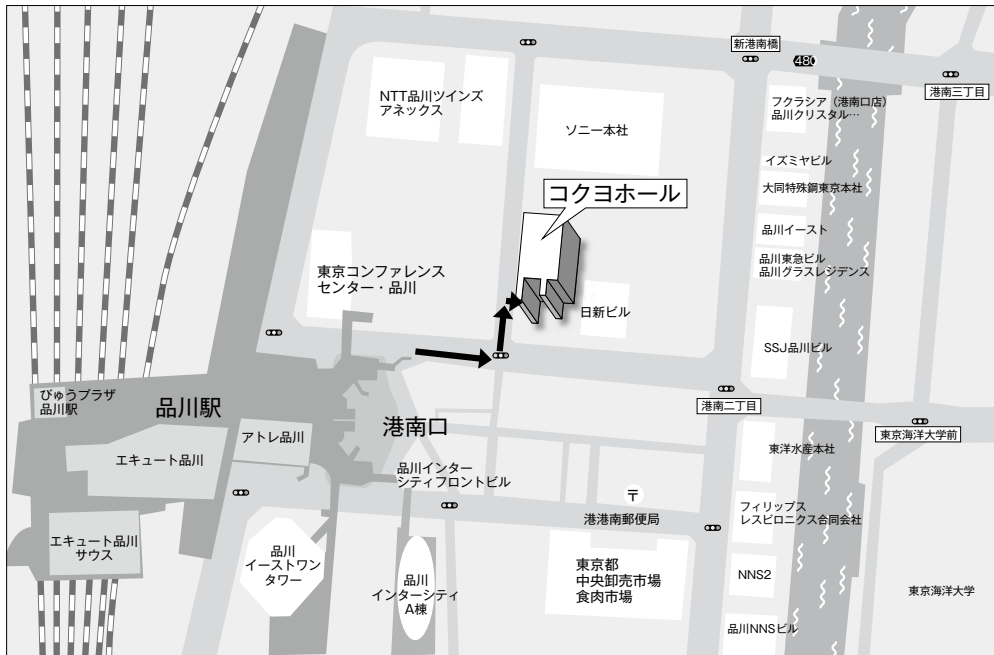 新港南橋
480
港南三丁目
NTT品川ツインズ
アネックス
ソニー本社
フクラシア（港南口店）
品川クリスタル…
イズミヤビル
大同特殊鋼東京本社
コクヨホール
品川イースト
品川東急ビル
品川グラスレジデンス
東京コンファレンス
センター・品川
日新ビル
SSJ品川ビル
びゅうプラザ
品川駅
品川駅
港南口
港南二丁目
東京海洋大学前
アトレ品川
エキュート品川
品川インター
シティフロントビル
東洋水産本社
〒
港港南郵便局
フィリップス
レスピロニクス合同会社
エキュート品川
サウス
品川
イーストワン
タワー
品川
インターシティ
A棟
東京都
中央卸売市場
食肉市場
NNS2
東京海洋大学
品川NNSビル